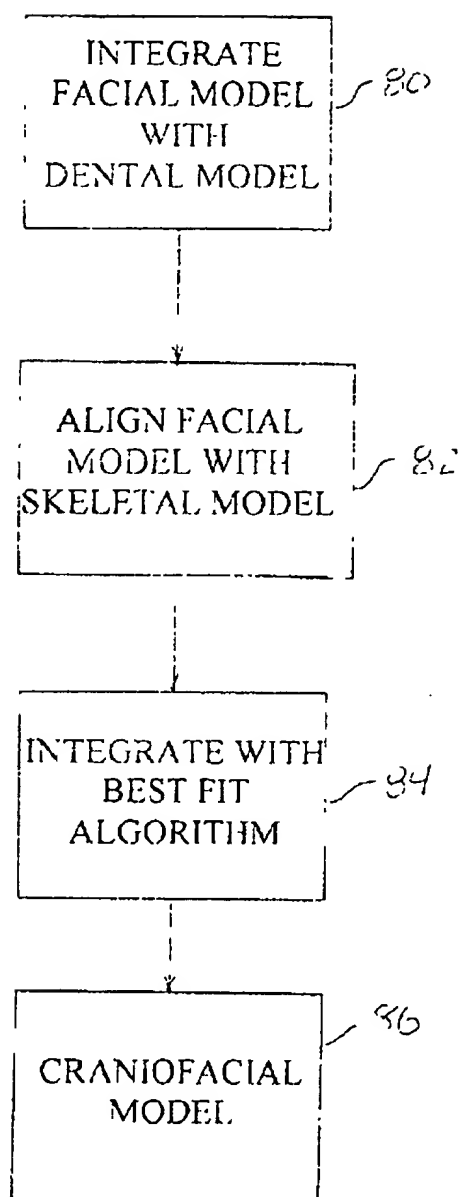 INTEGRATE
FACIAL MODEL
WITH
DENTAL MODEL
80
ALIGN FACIAL
MODEL WITH
SKELETAL MODEL
82
INTEGRATE WITH
BEST FIT
ALGORITHM
84
CRANIOFACIAL
MODEL
86